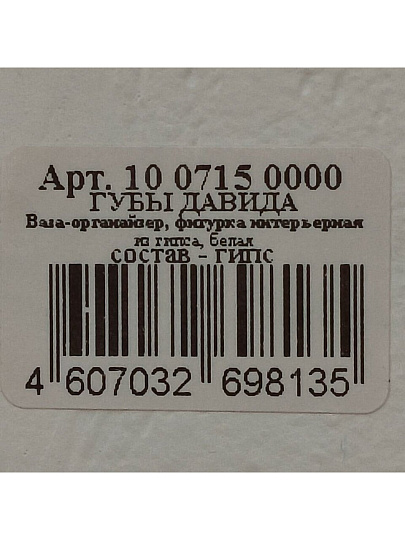 Арт. 10 0715 0000
ГУБЫ ДАВИДА
Ваза-органайзер, фигурка интерьерная
из гипса, белая
СОСТАВ - ГИПС
4 607032 698135